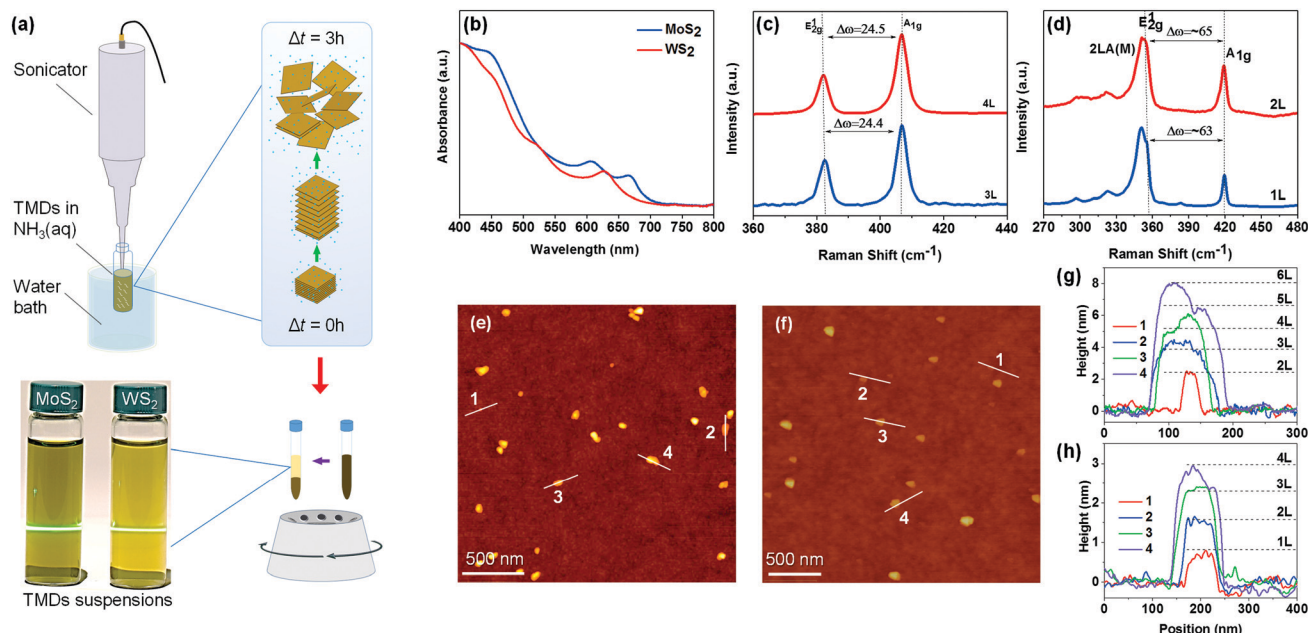 (a)
Sonicator
TMDs in
NH3(aq)
Water
bath
Δt = 3h
Δt = 0h
MoS2
WS2
TMDs suspensions
(b)
MoS2
WS2
Absorbance (a.u.)
400 450 500 550 600 650 700 750 800
Wavelength (nm)
(c)
E¹2g
Δω=24.5
A1g
4L
Δω=24.4
3L
Intensity (a.u.)
360 380 400 420 440
Raman Shift (cm⁻¹)
(d)
E¹2g
2LA(M)
Δω=~65
A1g
2L
Δω=~63
1L
Intensity (a.u.)
270 300 330 360 390 420 450 480
Raman Shift (cm⁻¹)
(e)
1
2
3
4
500 nm
(f)
1
2
3
4
500 nm
(g)
6L
5L
4L
3L
2L
1
2
3
4
Height (nm)
8
6
4
2
0
0 100 200 300
(h)
4L
3L
2L
1L
1
2
3
4
Height (nm)
3
2
1
0
0 100 200 300 400
Position (nm)